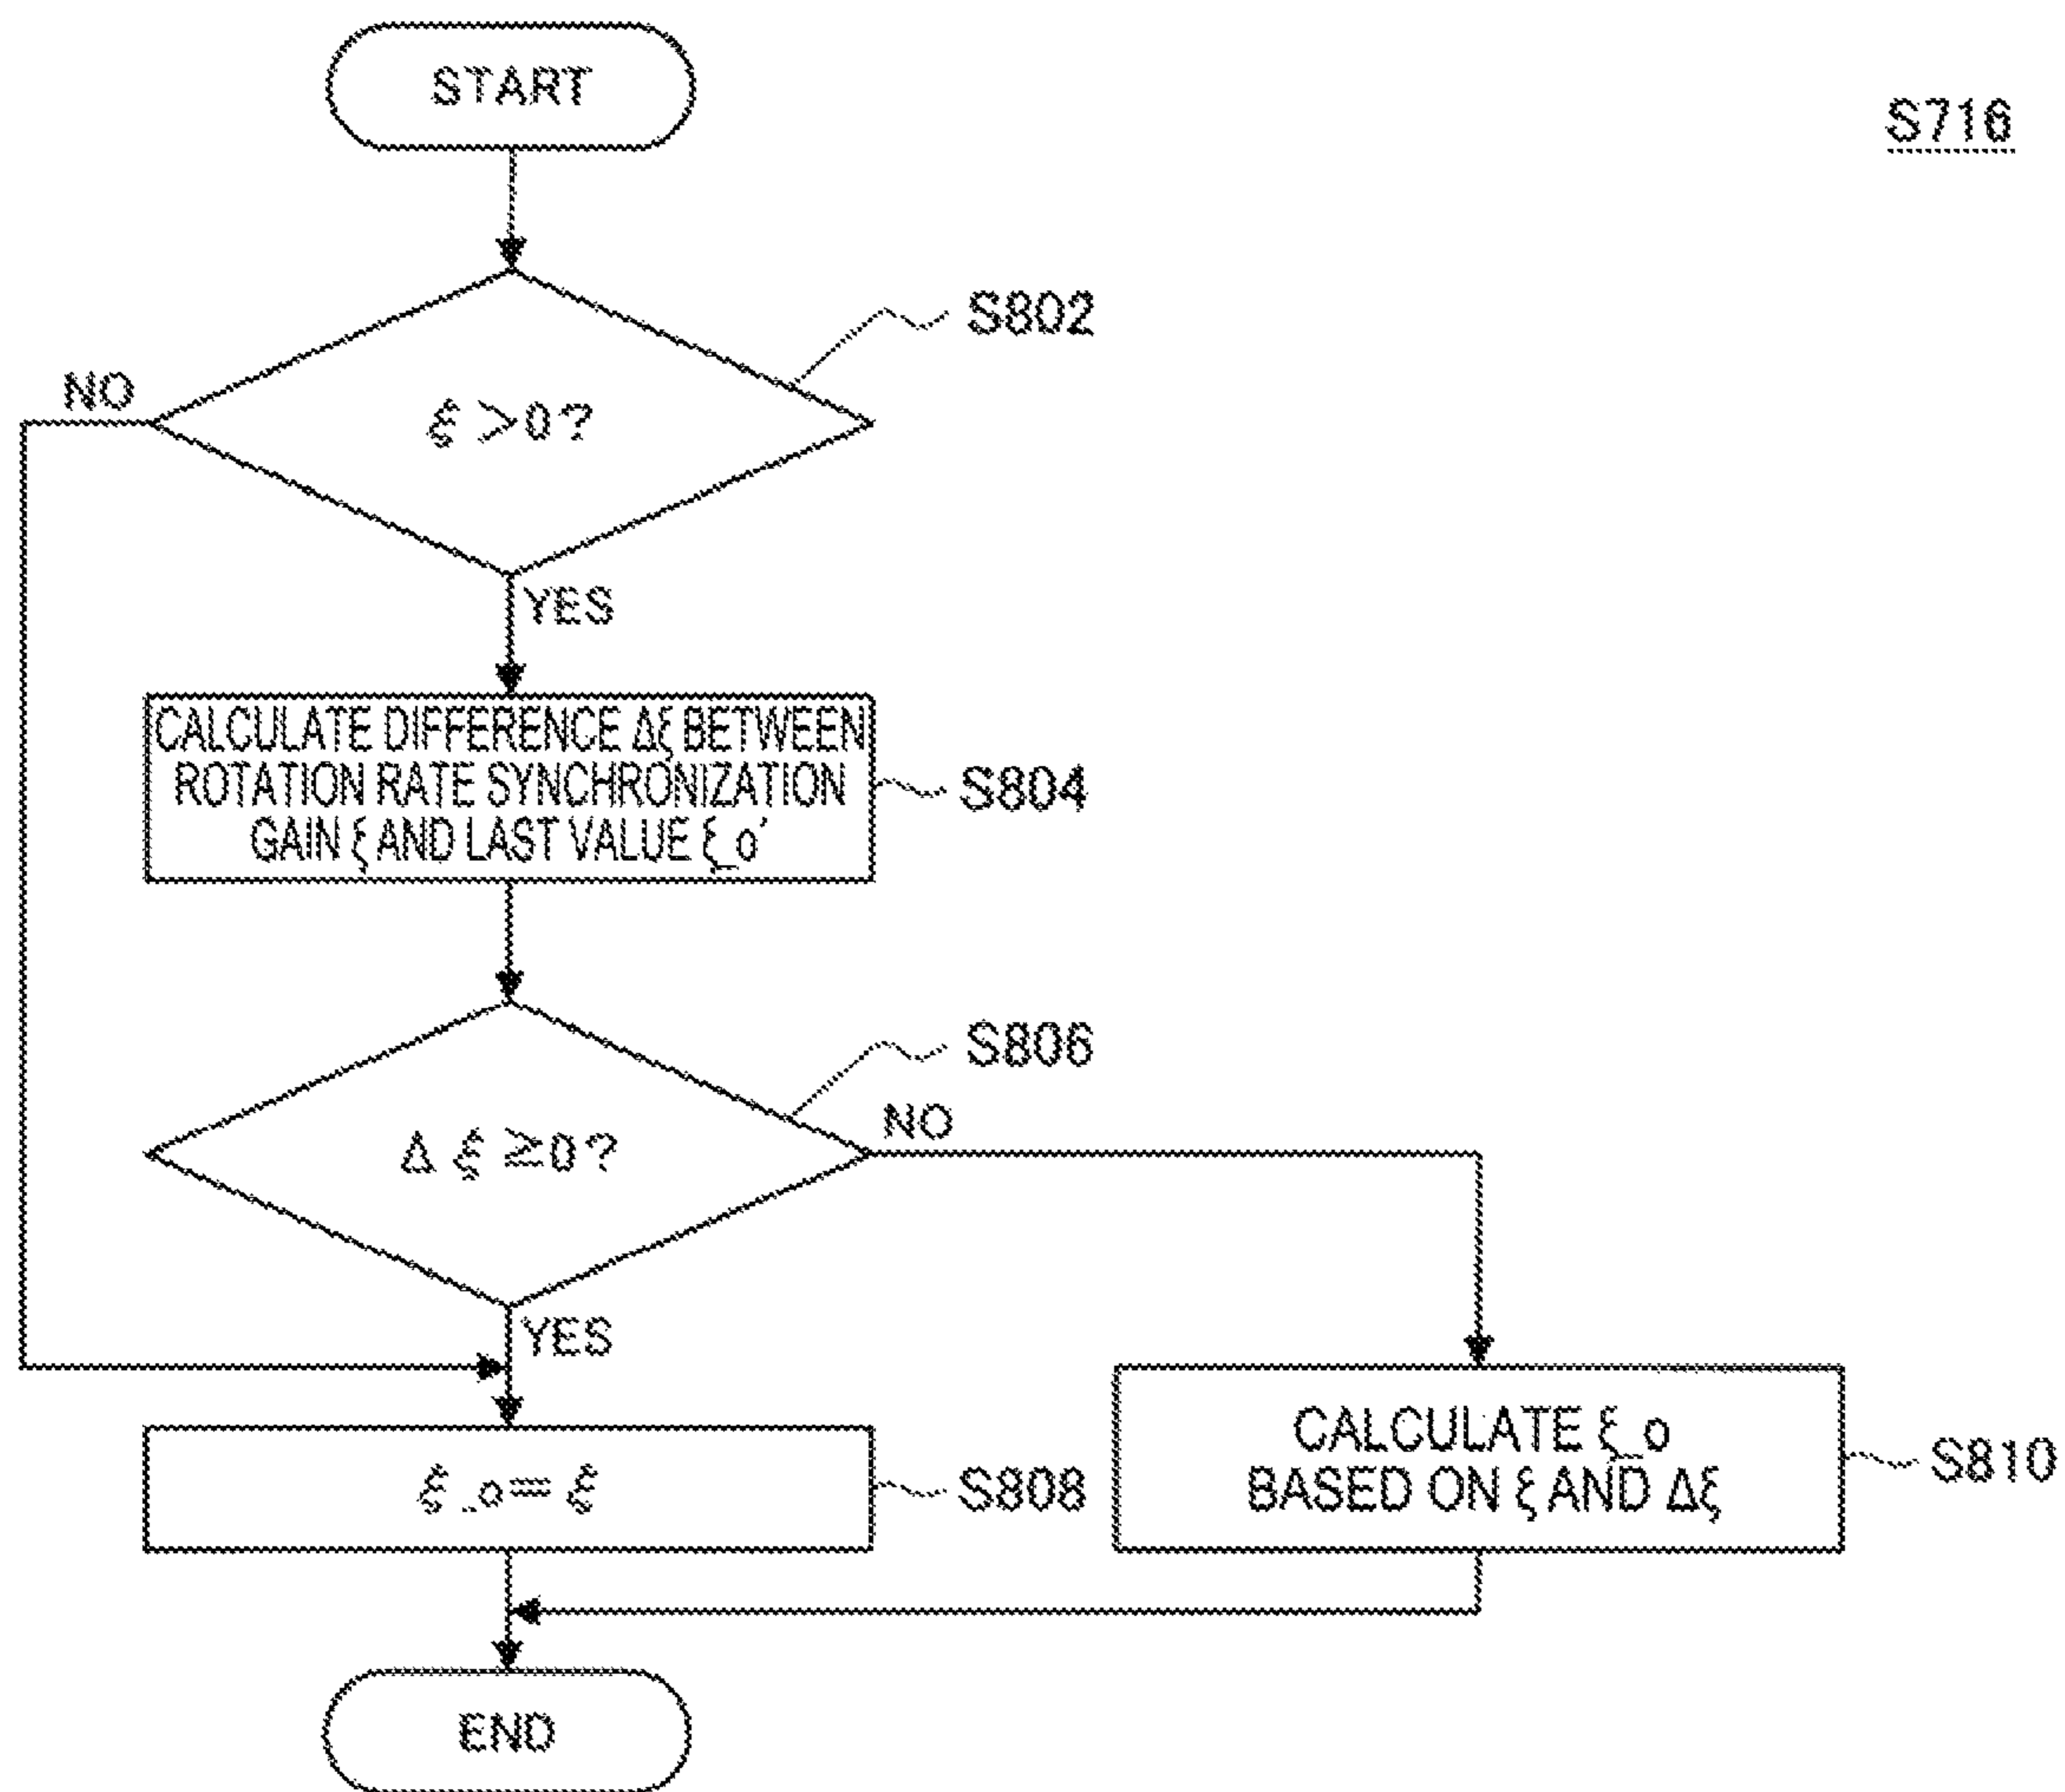 START
S716
S802
NO
ξ>0?
YES
CALCULATE DIFFERENCE Δξ BETWEEN
ROTATION RATE SYNCHRONIZATION
GAIN ξ AND LAST VALUE ξ_o'
S804
S806
NO
Δξ≥0?
YES
ξ_o=ξ
S808
CALCULATE ξ_o
BASED ON ξ AND Δξ
S810
END